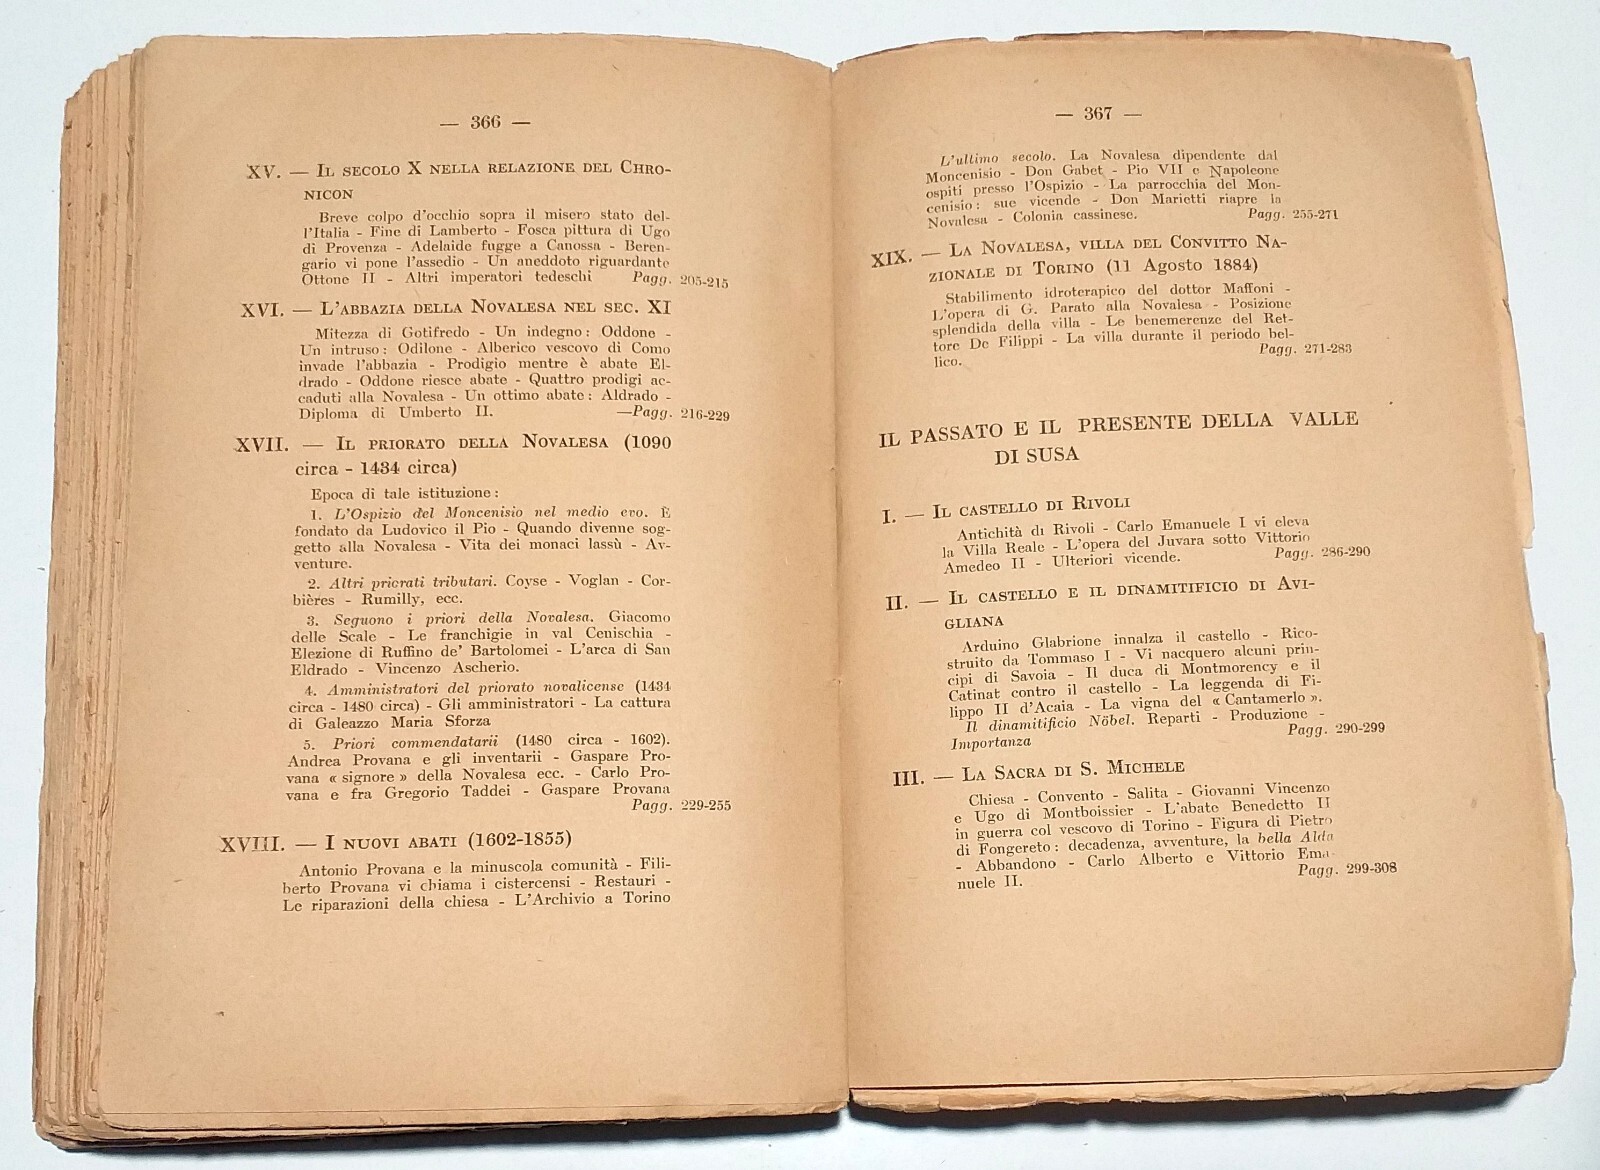 — 366 —
XV. — IL SECOLO X NELLA RELAZIONE DEL CHRO-
NICON
Breve colpo d'occhio sopra il misero stato del-
l'Italia - Fine di Lamberto - Fosca pittura di Ugo
di Provenza - Adelaide fugge a Canossa - Beren-
gario vi pone l'assedio - Un aneddoto riguardante
Ottone II - Altri imperatori tedeschi Pagg. 205-215
XVI. — L'ABBAZIA DELLA NOVALESA NEL SEC. XI
Mitezza di Gotifredo - Un indegno: Oddone -
Un intruso: Odilone - Alberico vescovo di Como
invade l'abbazia - Prodigio mentre è abate El-
drado - Oddone riesce abate - Quattro prodigi ac-
caduti alla Novalesa - Un ottimo abate: Aldrado -
Diploma di Umberto II. —Pagg. 216-229
XVII. — IL PRIORATO DELLA NOVALESA (1090
circa - 1434 circa)
Epoca di tale istituzione:
1. L'Ospizio del Moncenisio nel medio evo. È
fondato da Ludovico il Pio - Quando divenne sog-
getto alla Novalesa - Vita dei monaci lassù - Av-
venture.
2. Altri priorati tributari. Coyse - Voglan - Cor-
bières - Rumilly, ecc.
3. Seguono i priori della Novalesa. Giacomo
delle Scale - Le franchigie in val Cenischia -
Elezione di Ruffino de' Bartolomei - L'arca di San
Eldrado - Vincenzo Ascherio.
4. Amministratori del priorato novalicense (1434
circa - 1480 circa) - Gli amministratori - La cattura
di Galeazzo Maria Sforza
5. Priori commendatarii (1480 circa - 1602).
Andrea Provana e gli inventarii - Gaspare Pro-
vana « signore » della Novalesa ecc. - Carlo Pro-
vana e fra Gregorio Taddei - Gaspare Provana
Pagg. 229-255
XVIII. — I NUOVI ABATI (1602-1855)
Antonio Provana e la minuscola comunità - Fili-
berto Provana vi chiama i cistercensi - Restauri -
Le riparazioni della chiesa - L'Archivio a Torino
— 367 —
L'ultimo secolo. La Novalesa dipendente dal
Moncenisio - Don Gabet - Pio VII e Napoleone
ospiti presso l'Ospizio - La parrocchia del Mon-
cenisio: sue vicende - Don Marietti riapre la
Novalesa - Colonia cassinese. Pagg. 255-271
XIX. — LA NOVALESA, VILLA DEL CONVITTO NA-
ZIONALE DI TORINO (11 Agosto 1884)
Stabilimento idroterapico del dottor Maffoni -
L'opera di G. Parato alla Novalesa - Posizione
splendida della villa - Le benemerenze del Ret-
tore De Filippi - La villa durante il periodo bel-
lico. Pagg. 271-283
IL PASSATO E IL PRESENTE DELLA VALLE
DI SUSA
I. — IL CASTELLO DI RIVOLI
Antichità di Rivoli - Carlo Emanuele I vi eleva
la Villa Reale - L'opera del Juvara sotto Vittorio
Amedeo II - Ulteriori vicende. Pagg. 286-290
II. — IL CASTELLO E IL DINAMITIFICIO DI AVI-
GLIANA
Arduino Glabrione innalza il castello - Rico-
struito da Tommaso I - Vi nacquero alcuni prin-
cipi di Savoia - Il duca di Montmorency e il
Catinat contro il castello - La leggenda di Fi-
lippo II d'Acaia - La vigna del « Cantamerlo ».
Il dinamitificio Nöbel. Reparti - Produzione -
Importanza Pagg. 290-299
III. — LA SACRA DI S. MICHELE
Chiesa - Convento - Salita - Giovanni Vincenzo
e Ugo di Montboissier - L'abate Benedetto II
in guerra col vescovo di Torino - Figura di Pietro
di Fongereto: decadenza, avventure, la bella Alda
- Abbandono - Carlo Alberto e Vittorio Ema-
nuele II. Pagg. 299-308